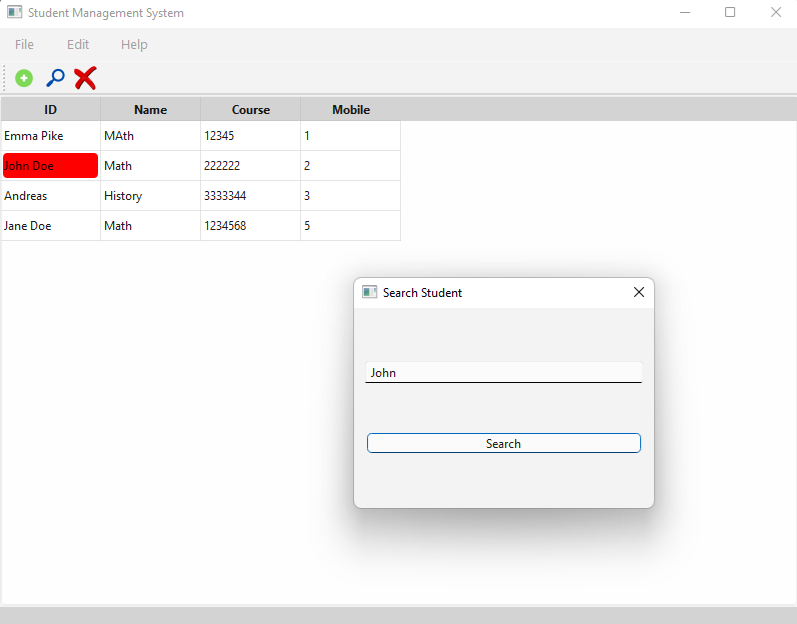 Student Management System
File Edit Help
ID Name Course Mobile
Emma Pike MAth 12345 1
John Doe Math 222222 2
Andreas History 3333344 3
Jane Doe Math 1234568 5
Search Student
John
Search